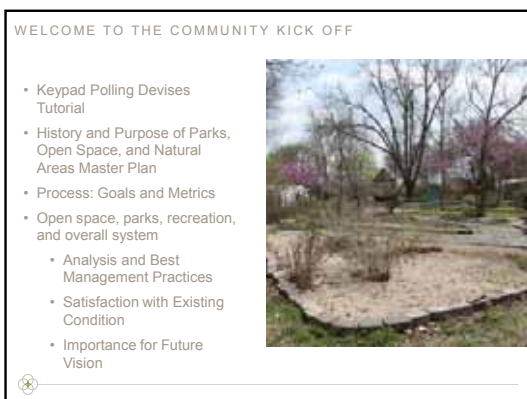 WELCOME TO THE COMMUNITY KICK OFF
• Keypad Polling Devises
Tutorial
• History and Purpose of Parks,
Open Space, and Natural
Areas Master Plan
• Process: Goals and Metrics
• Open space, parks, recreation,
and overall system
• Analysis and Best
Management Practices
• Satisfaction with Existing
Condition
• Importance for Future
Vision